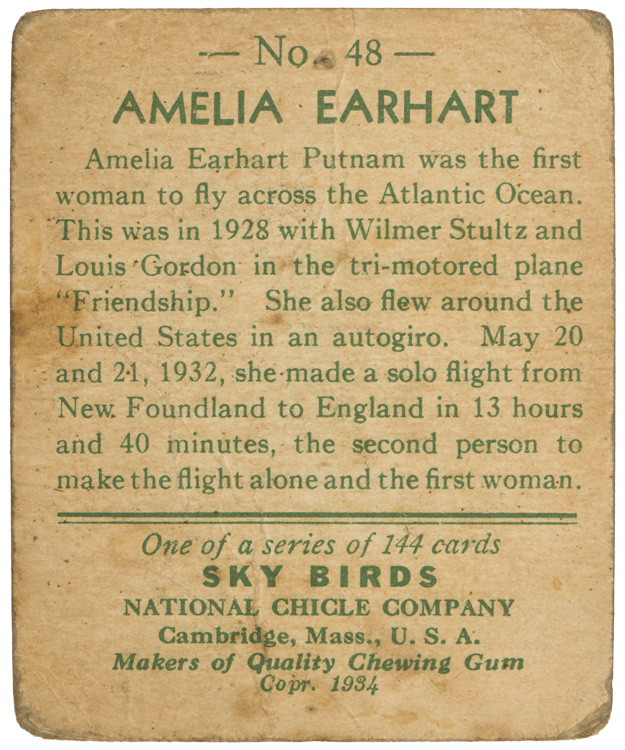 — No. 48 —
AMELIA EARHART
Amelia Earhart Putnam was the first
woman to fly across the Atlantic Ocean.
This was in 1928 with Wilmer Stultz and
Louis Gordon in the tri-motored plane
“Friendship.” She also flew around the
United States in an autogiro. May 20
and 21, 1932, she made a solo flight from
New Foundland to England in 13 hours
and 40 minutes, the second person to
make the flight alone and the first woman.
One of a series of 144 cards
SKY BIRDS
NATIONAL CHICLE COMPANY
Cambridge, Mass., U. S. A.
Makers of Quality Chewing Gum
Copr. 1934